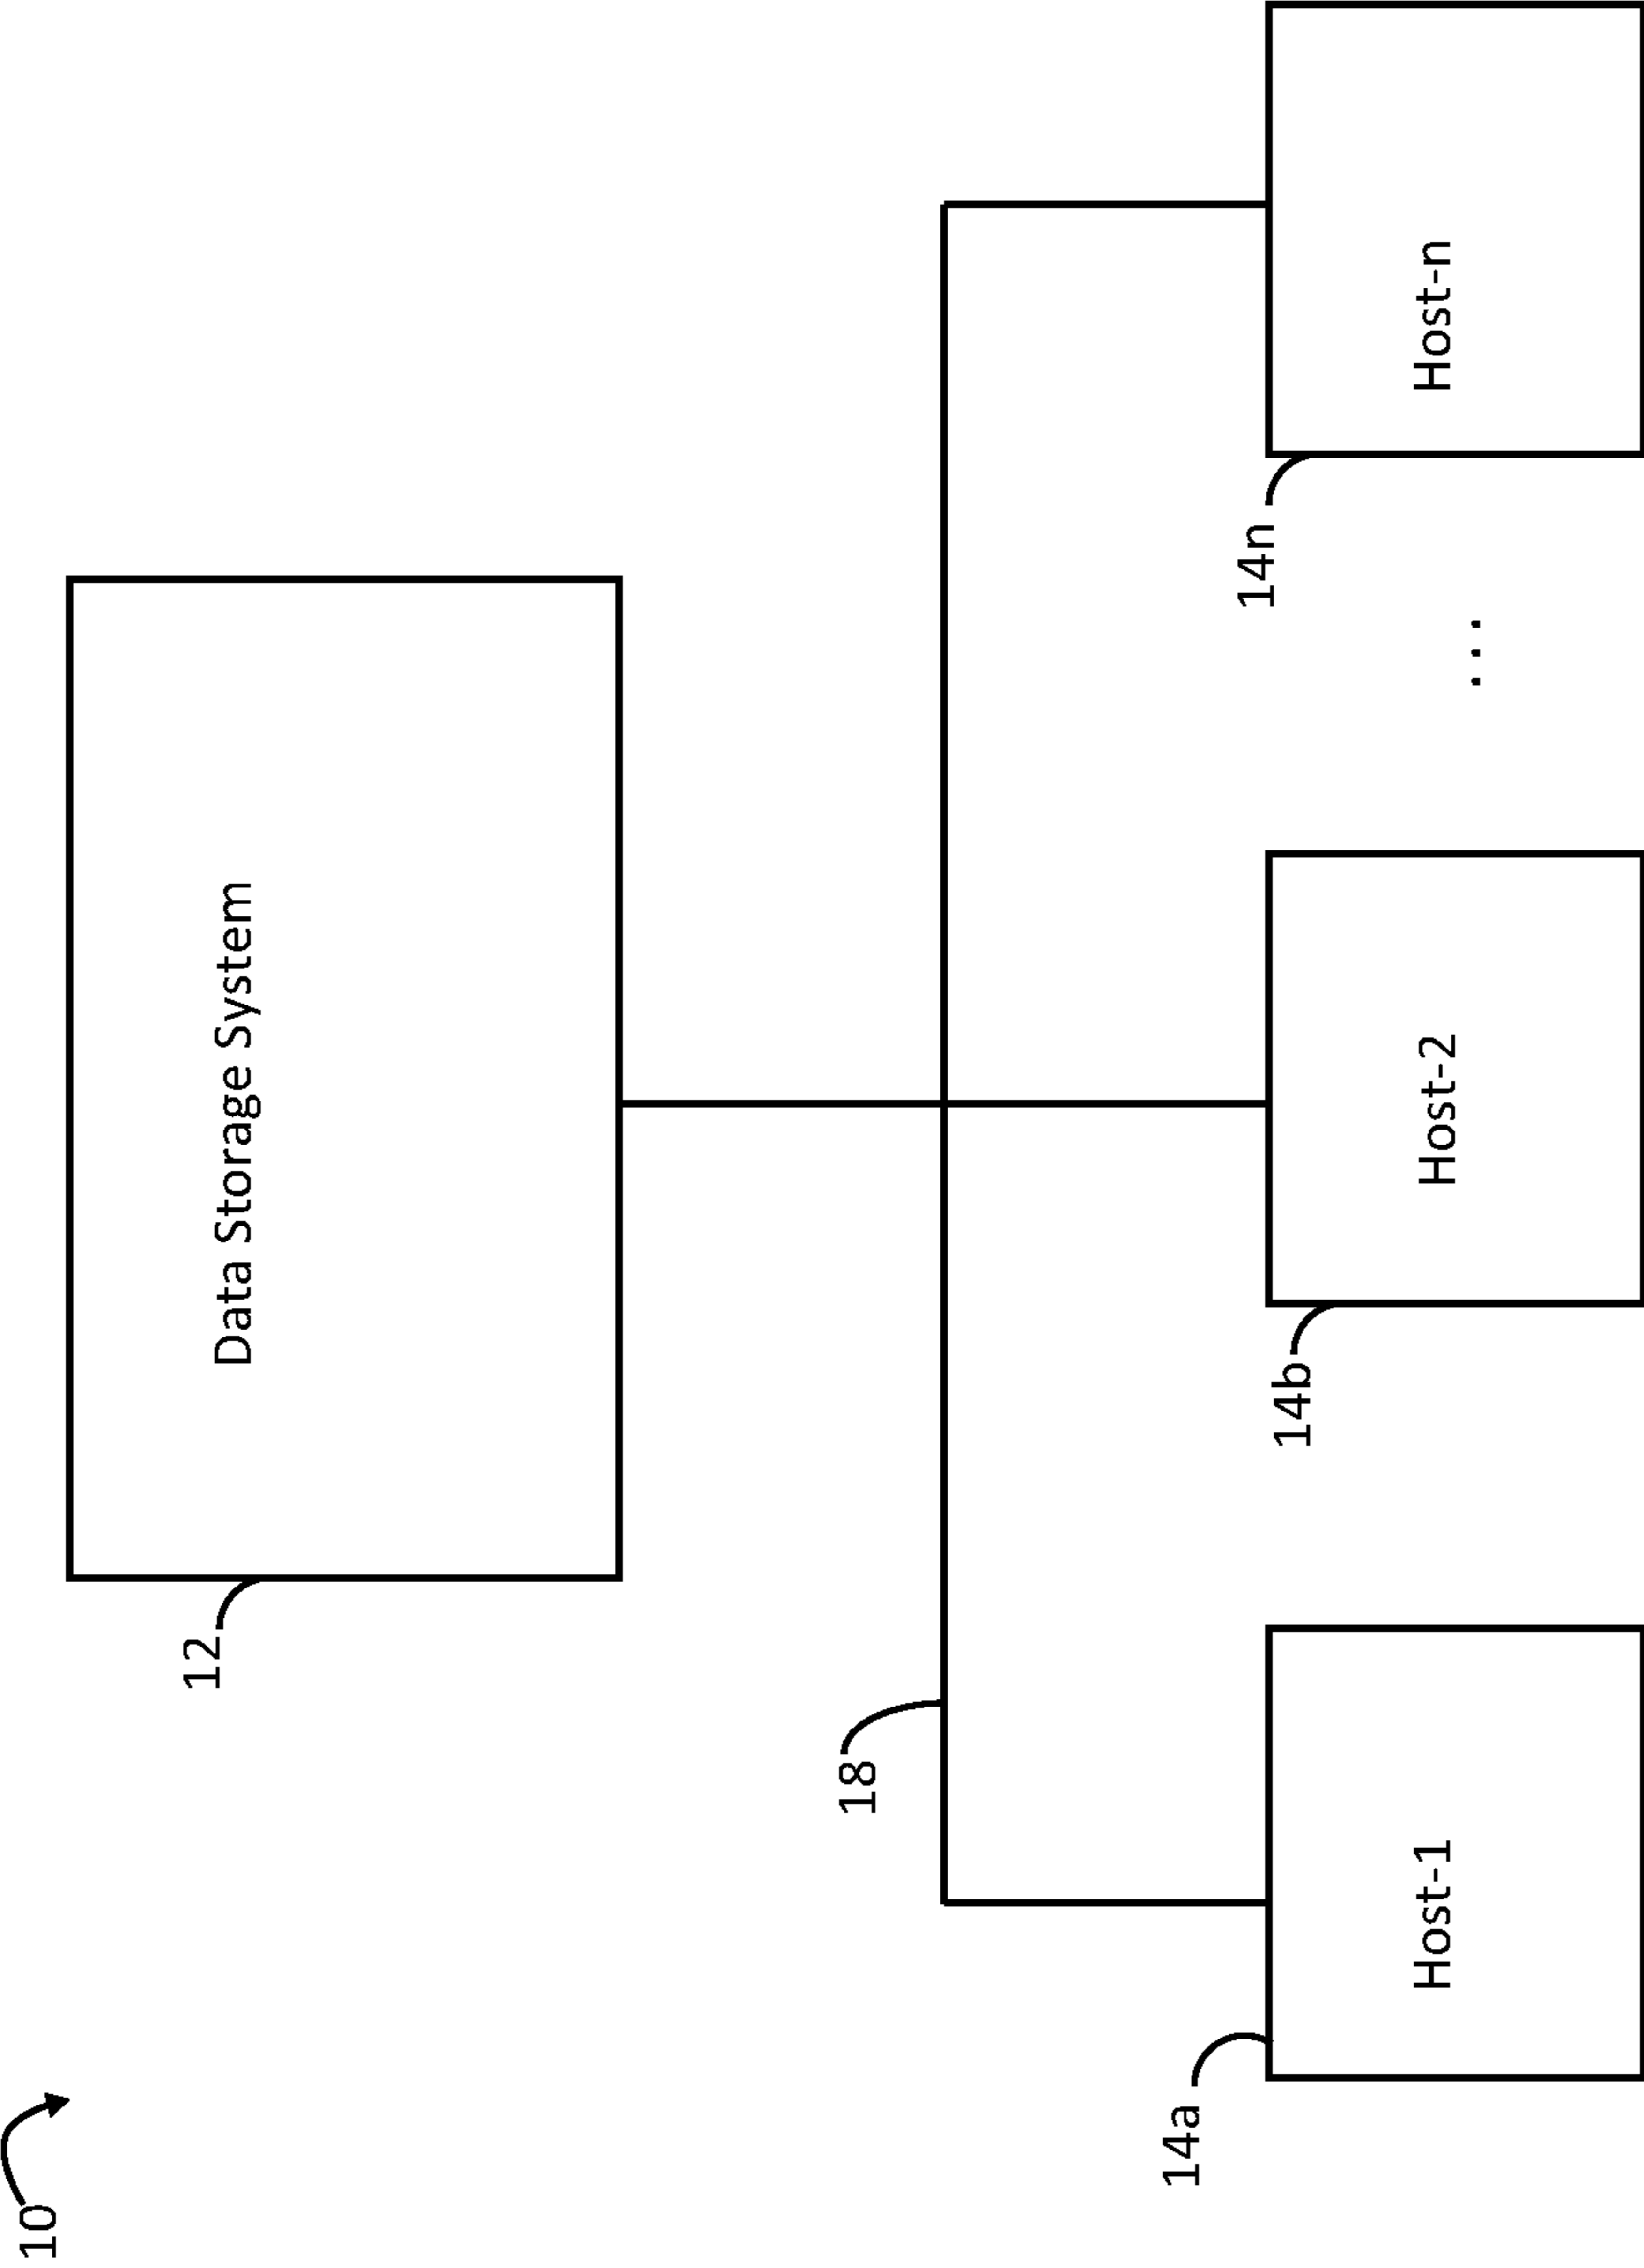 10
12
Data Storage System
18
14a
Host-1
14b
Host-2
...
14n
Host-n